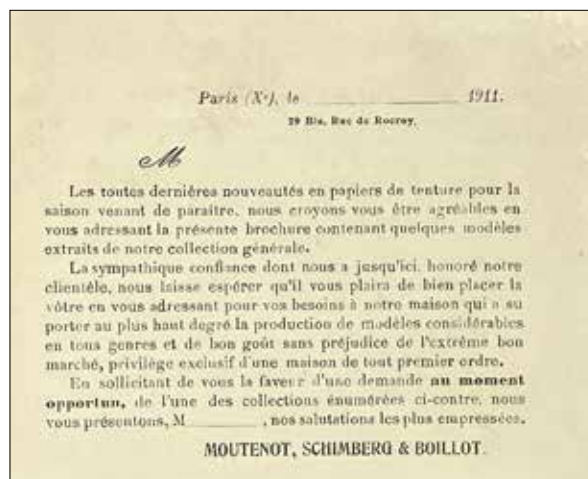 Paris (Xe), le ____________ 1911.
29 Bis, Rue de Rocroy.
M
Les toutes dernières nouveautés en papiers de tenture pour la
saison venant de paraître, nous croyons vous être agréables en
vous adressant la présente brochure contenant quelques modèles
extraits de notre collection générale.
La sympathique confiance dont nous a jusqu'ici honoré notre
clientèle, nous laisse espérer qu'il vous plaira de bien placer la
vôtre en vous adressant pour vos besoins à notre maison qui a su
porter au plus haut degré la production de modèles considérables
en tous genres et de bon goût sans préjudice de l'extrême bon
marché, privilège exclusif d'une maison de tout premier ordre.
En sollicitant de vous la faveur d'une demande au moment
opportun, de l'une des collections énumérées ci-contre, nous
vous présentons, M__________, nos salutations les plus empressées.
MOUTENOT, SCHIMBERG & BOILLOT.